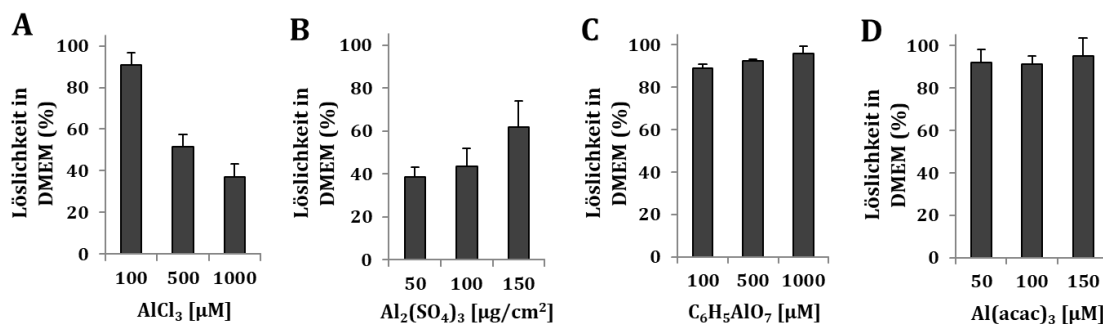 A
Löslichkeit in
DMEM (%)
100
80
60
40
20
0
100 500 1000
AlCl₃ [µM]
B
Löslichkeit in
DMEM (%)
100
80
60
40
20
0
50 100 150
Al₂(SO₄)₃ [µg/cm²]
C
Löslichkeit in
DMEM (%)
100
80
60
40
20
0
100 500 1000
C₆H₅AlO₇ [µM]
D
Löslichkeit in
DMEM (%)
100
80
60
40
20
0
50 100 150
Al(acac)₃ [µM]